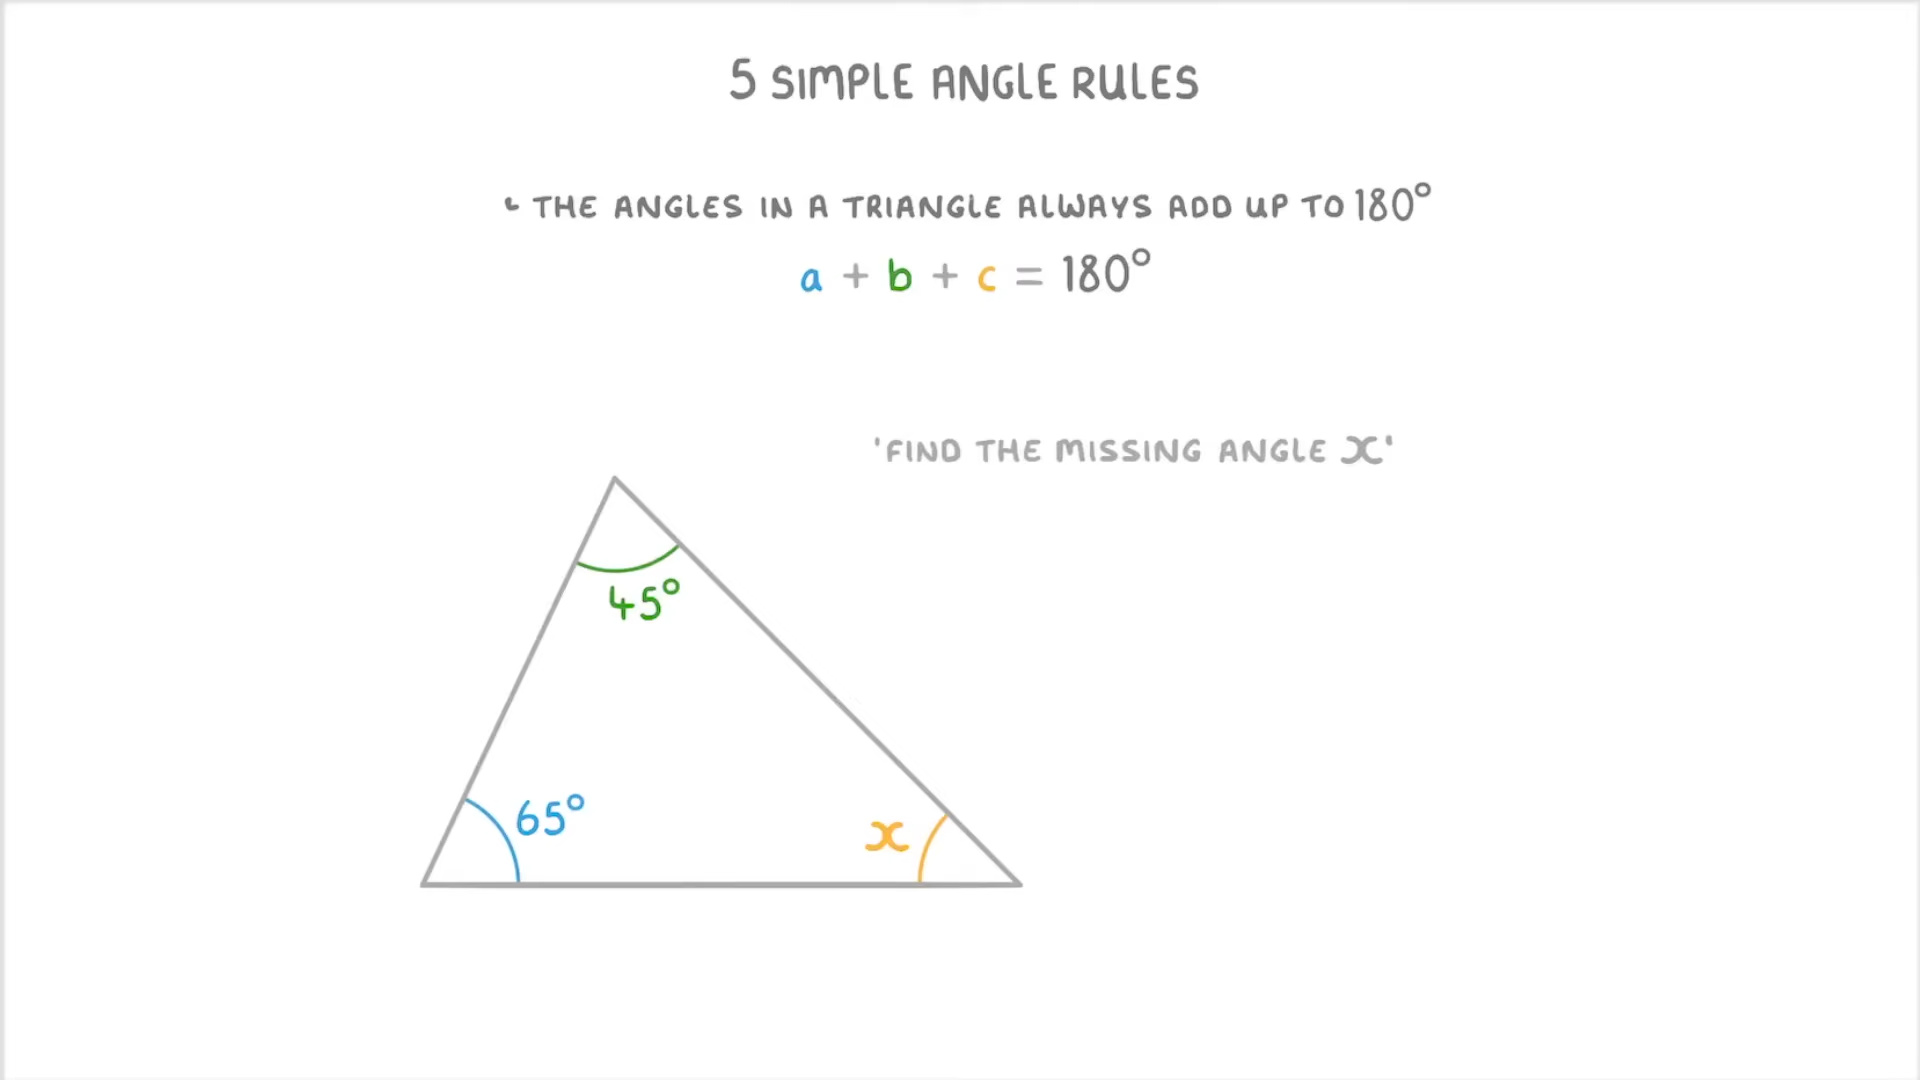 5 SIMPLE ANGLE RULES
THE ANGLES IN A TRIANGLE ALWAYS ADD UP TO 180°
a + b + c = 180°
'FIND THE MISSING ANGLE x'
45°
65°
x